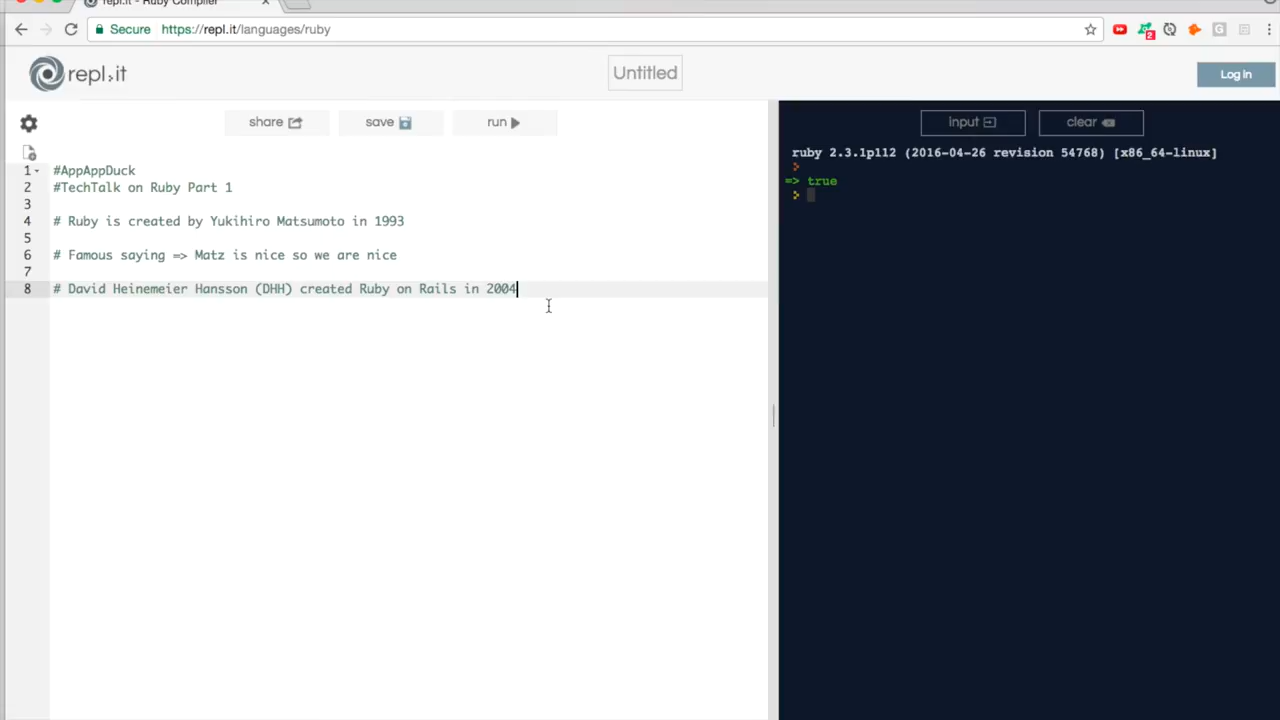 repl.it - Ruby Compiler
Secure https://repl.it/languages/ruby
2
G
repl.it
Untitled
Log in
share
save
run
input
clear
1 #AppAppDuck
2 #TechTalk on Ruby Part 1
3
4 # Ruby is created by Yukihiro Matsumoto in 1993
5
6 # Famous saying => Matz is nice so we are nice
7
8 # David Heinemeier Hansson (DHH) created Ruby on Rails in 2004
ruby 2.3.1p112 (2016-04-26 revision 54768) [x86_64-linux]
>
=> true
>